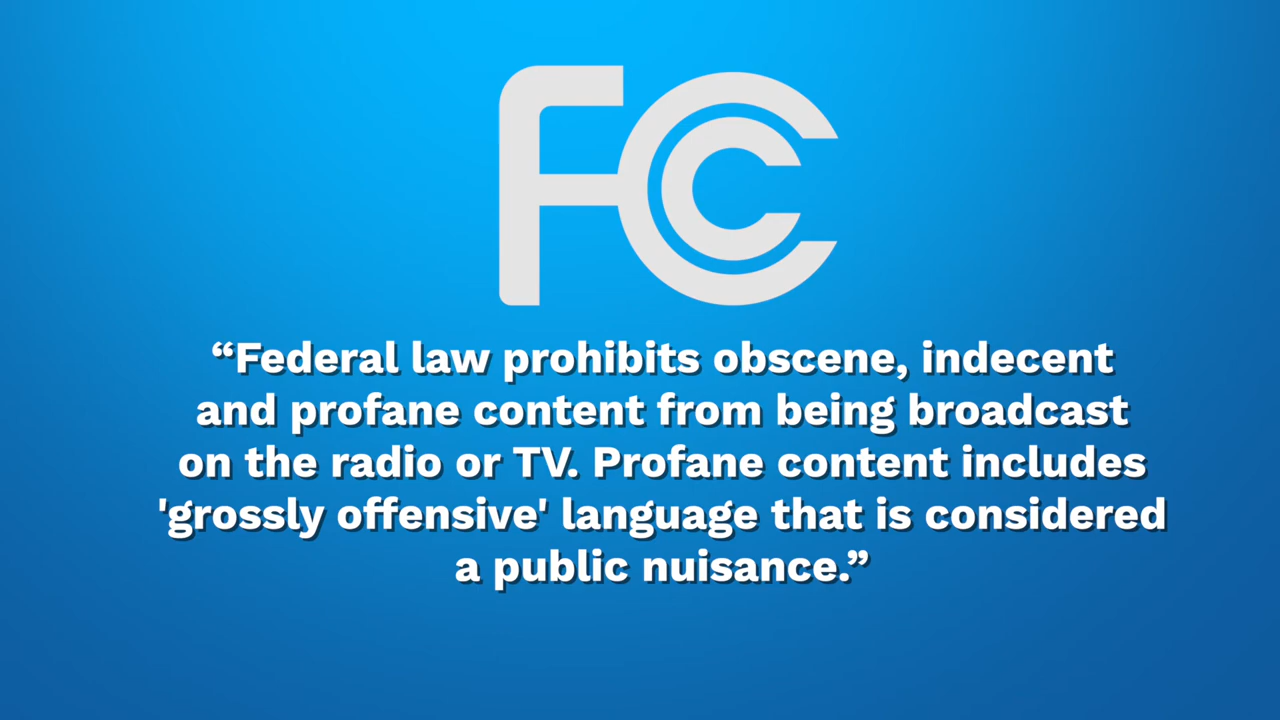 FCC
“Federal law prohibits obscene, indecent
and profane content from being broadcast
on the radio or TV. Profane content includes
'grossly offensive' language that is considered
a public nuisance.”